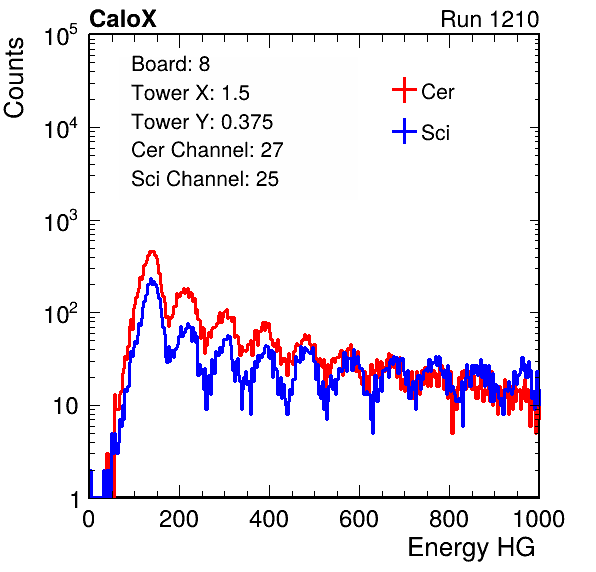 CaloX Run 1210
Counts
10^5
10^4
10^3
10^2
10
1
Board: 8
Tower X: 1.5
Tower Y: 0.375
Cer Channel: 27
Sci Channel: 25
Cer
Sci
0 200 400 600 800 1000
Energy HG